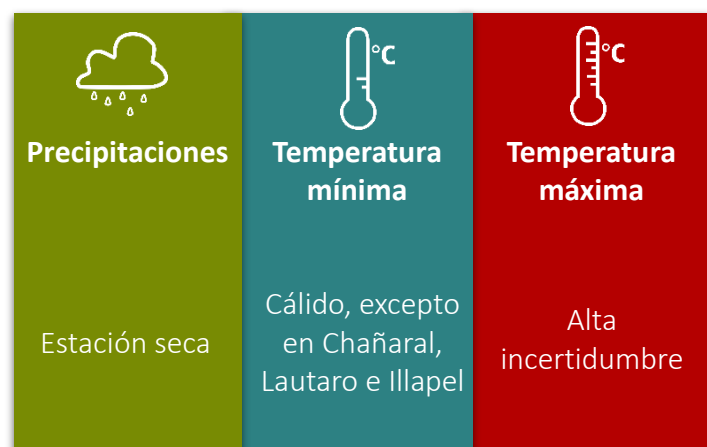 °C
°C
Precipitaciones
Temperatura
mínima
Temperatura
máxima
Estación seca
Cálido, excepto
en Chañaral,
Lautaro e Illapel
Alta
incertidumbre